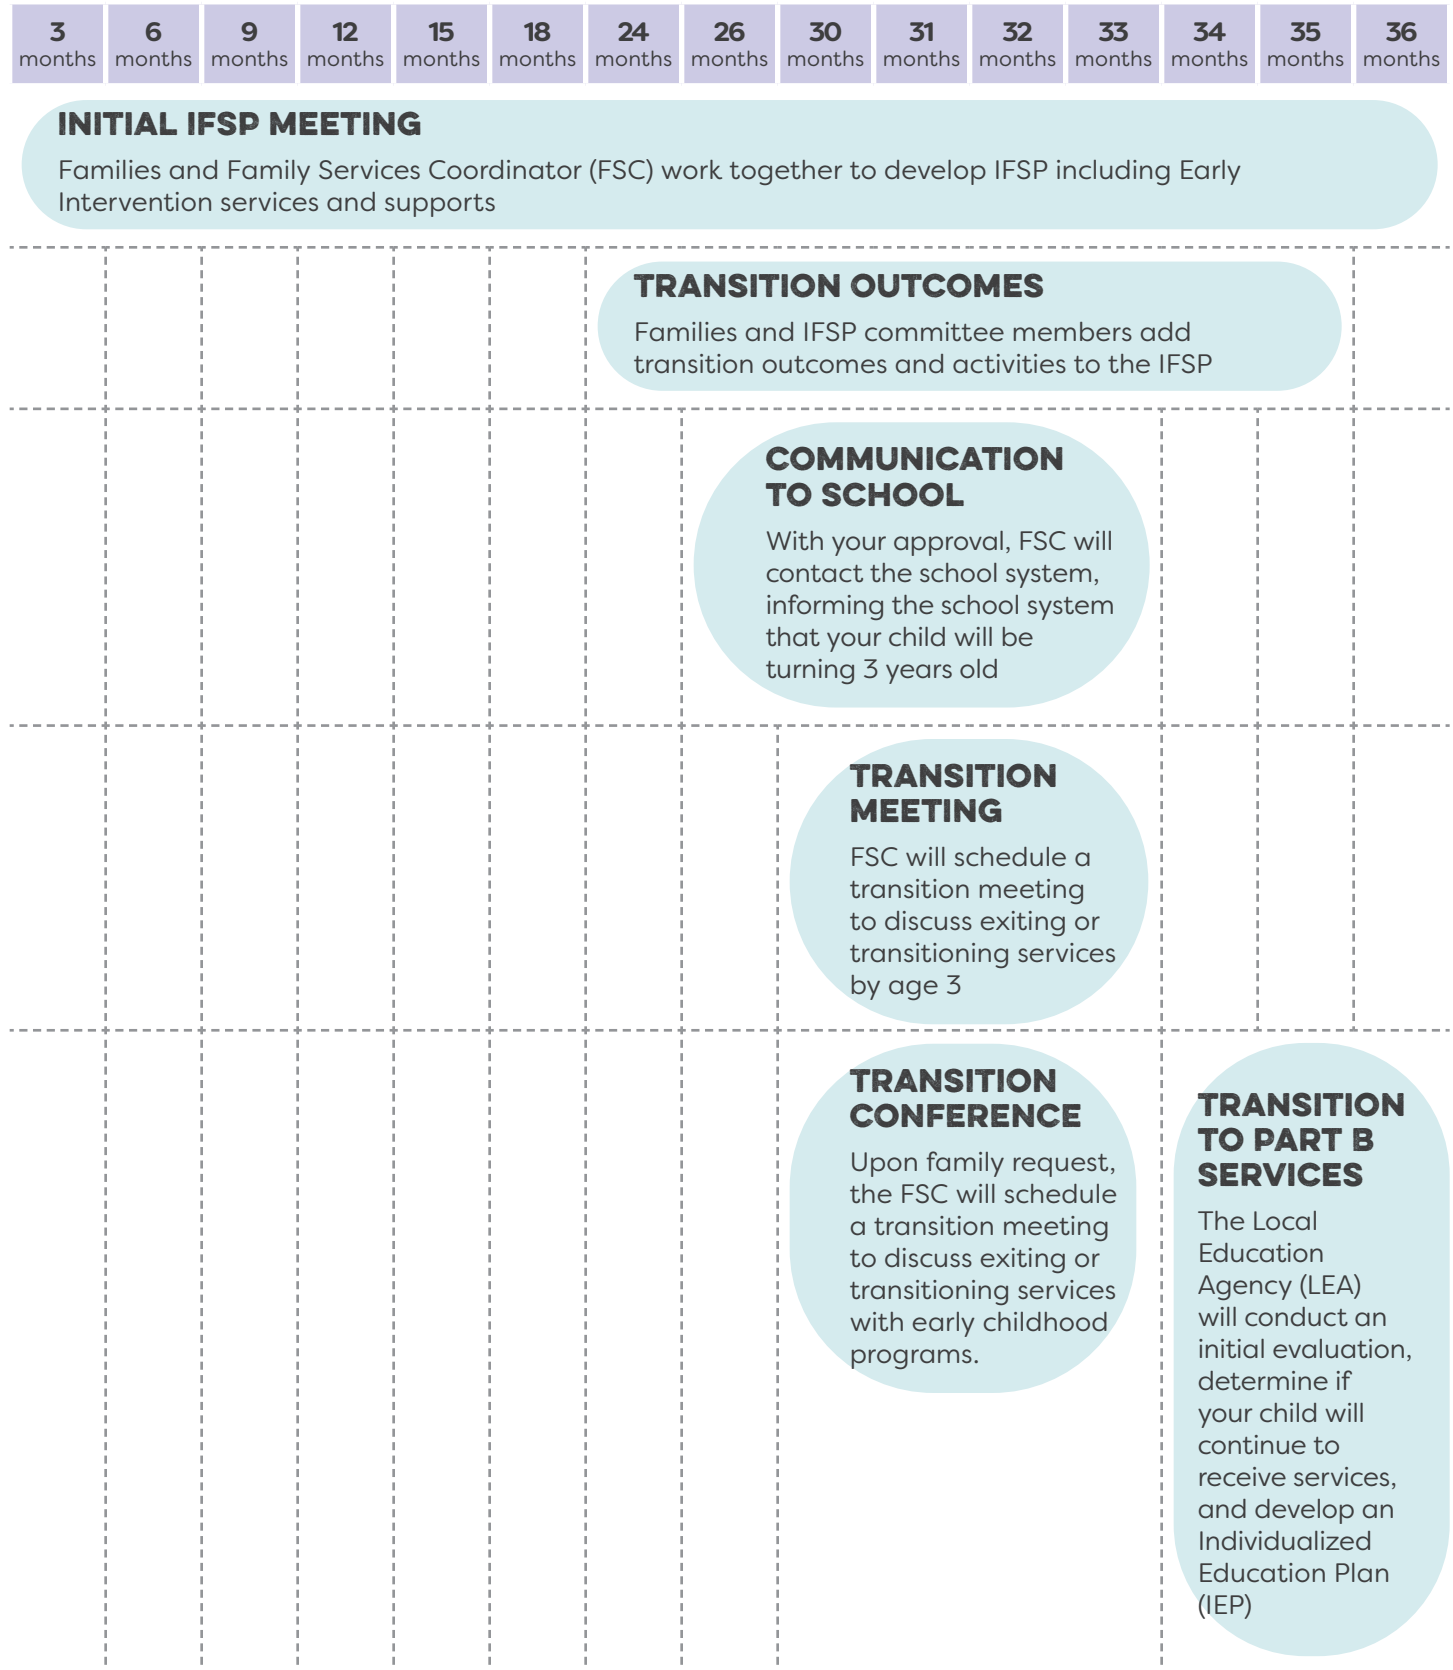 3 6 9 12 15 18 24 26 30 31 32 33 34 35 36
months months months months months months months months months months months months months months months
INITIAL IFSP MEETING
Families and Family Services Coordinator (FSC) work together to develop IFSP including Early
Intervention services and supports
TRANSITION OUTCOMES
Families and IFSP committee members add
transition outcomes and activities to the IFSP
COMMUNICATION
TO SCHOOL
With your approval, FSC will
contact the school system,
informing the school system
that your child will be
turning 3 years old
TRANSITION
MEETING
FSC will schedule a
transition meeting
to discuss exiting or
transitioning services
by age 3
TRANSITION
CONFERENCE
Upon family request,
the FSC will schedule
a transition meeting
to discuss exiting or
transitioning services
with early childhood
programs.
TRANSITION
TO PART B
SERVICES
The Local
Education
Agency (LEA)
will conduct an
initial evaluation,
determine if
your child will
continue to
receive services,
and develop an
Individualized
Education Plan
(IEP)